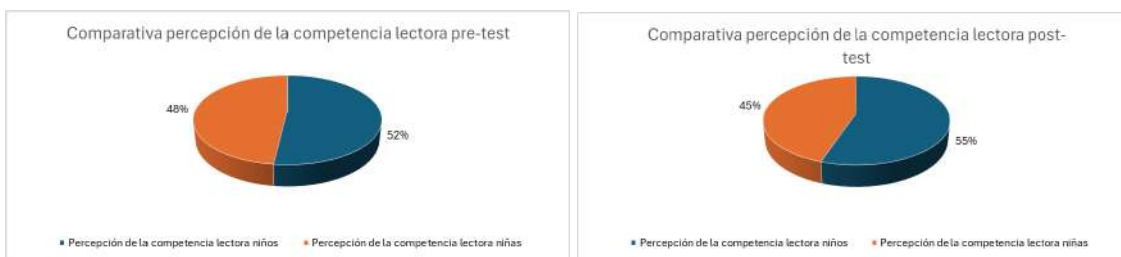 Comparativa percepción de la competencia lectora pre-test
48%
52%
Percepción de la competencia lectora niños
Percepción de la competencia lectora niñas
Comparativa percepción de la competencia lectora post-
test
45%
55%
Percepción de la competencia lectora niños
Percepción de la competencia lectora niñas